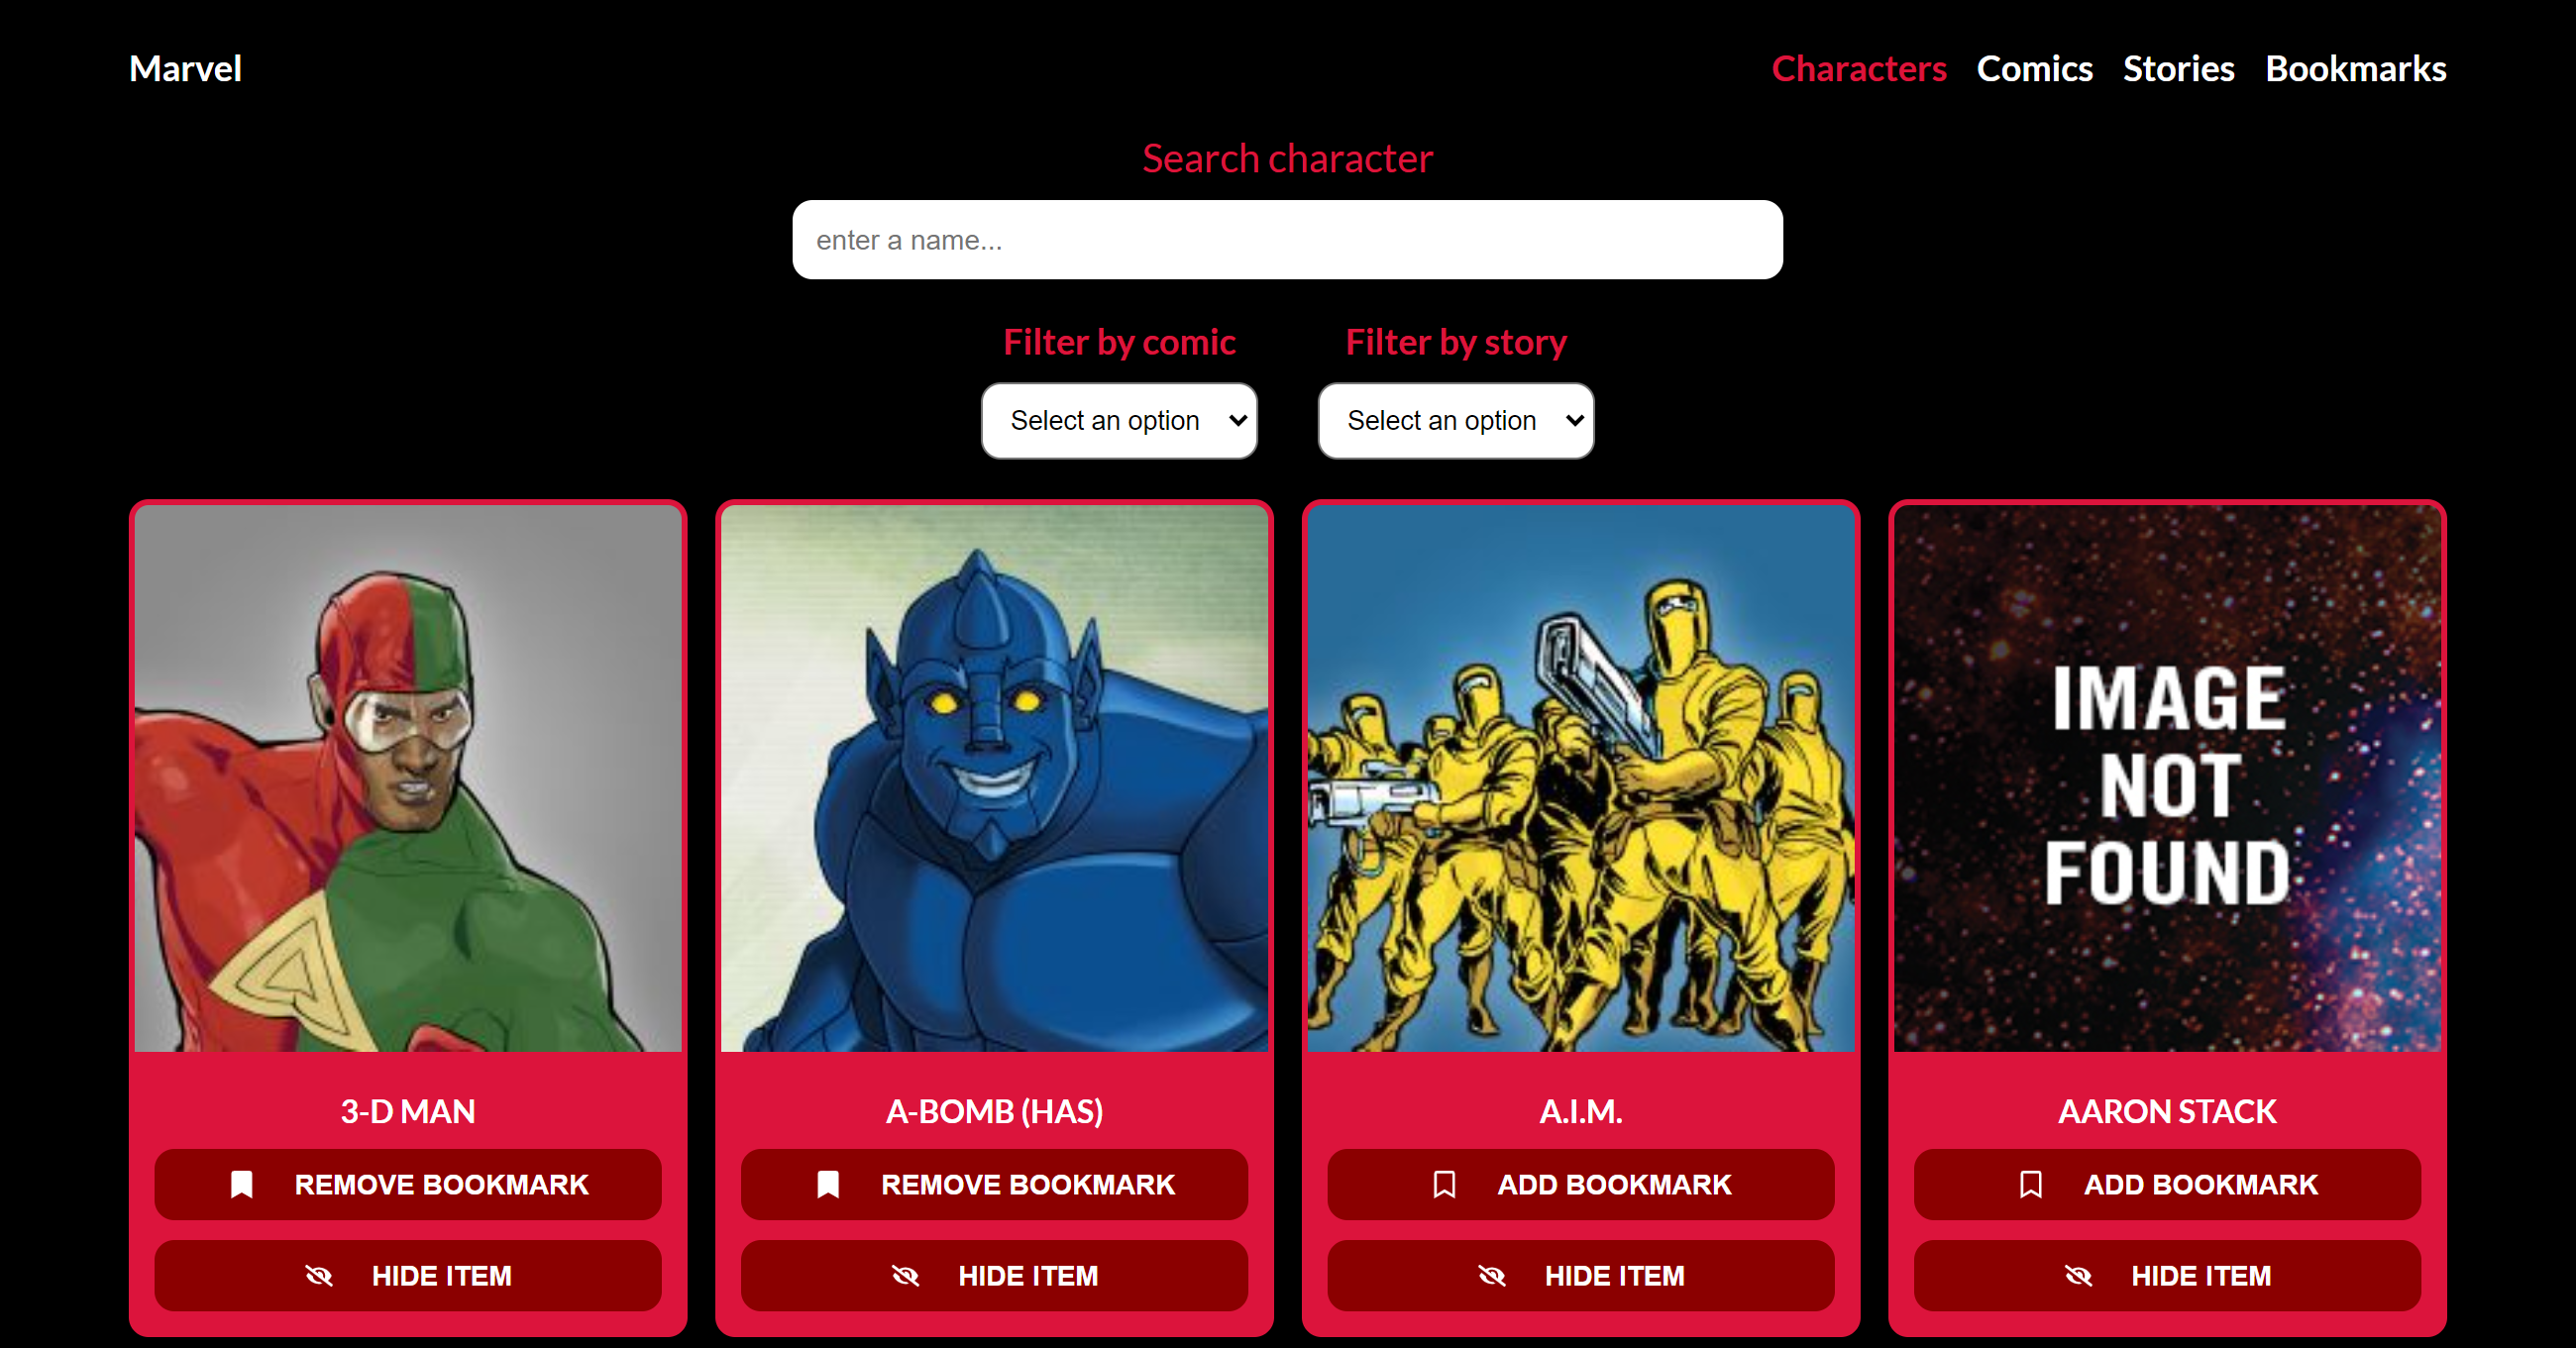 Marvel
Characters Comics Stories Bookmarks
Search character
enter a name...
Filter by comic Filter by story
Select an option Select an option
IMAGE
NOT
FOUND
3-D MAN A-BOMB (HAS) A.I.M. AARON STACK
REMOVE BOOKMARK REMOVE BOOKMARK ADD BOOKMARK ADD BOOKMARK
HIDE ITEM HIDE ITEM HIDE ITEM HIDE ITEM